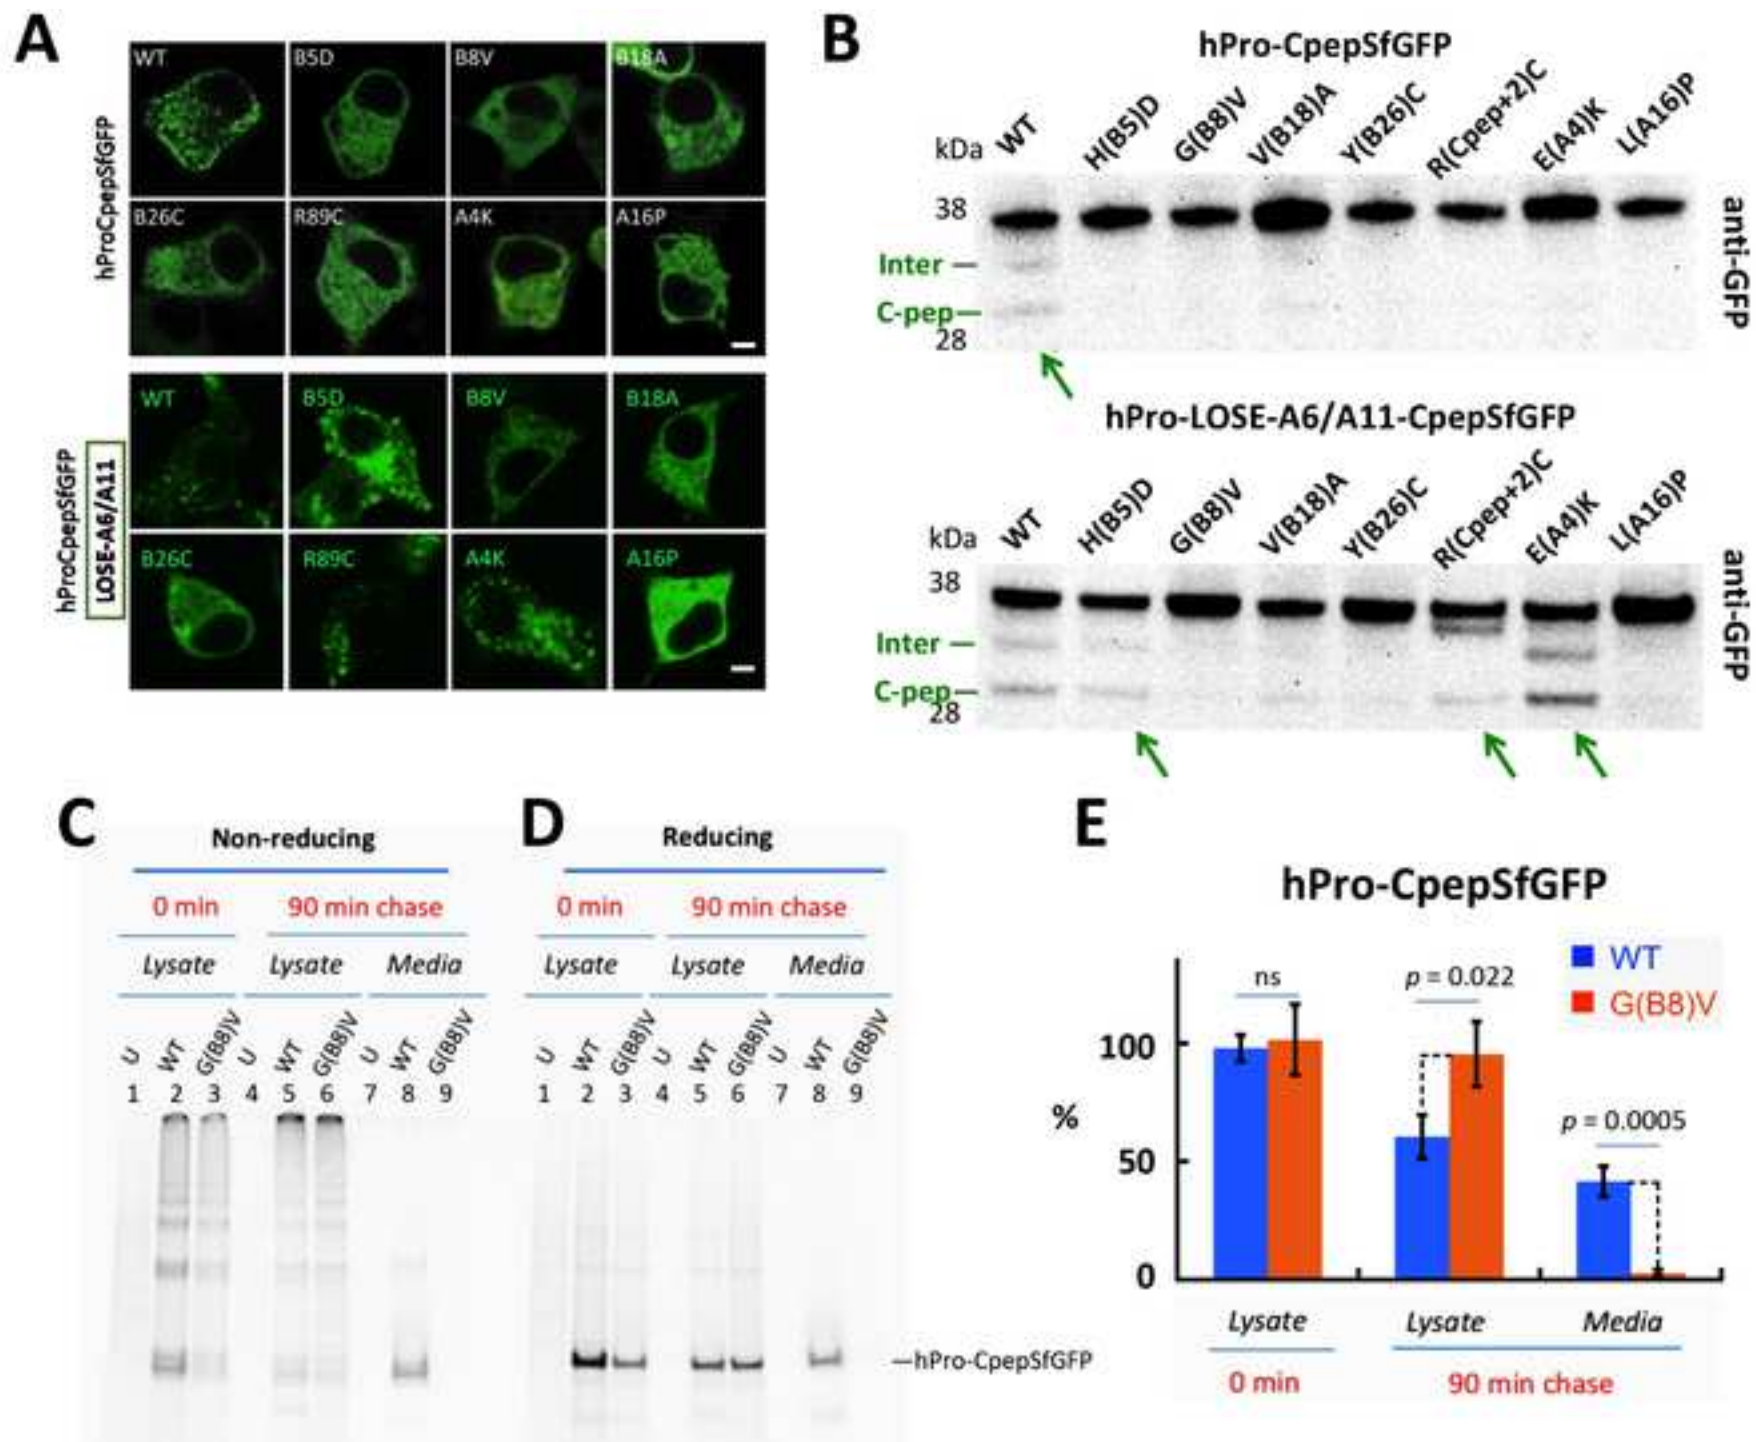 A
hProCpepSfGFP
WT
B5D
B8V
B18A
B26C
R89C
A4K
A16P
hProCpepSfGFP
LOSE-A6/A11
WT
B5D
B8V
B18A
B26C
R89C
A4K
A16P
B
hPro-CpepSfGFP
kDa
WT
H(B5)D
G(B8)V
V(B18)A
Y(B26)C
R(Cpep+2)C
E(A4)K
L(A16)P
38
Inter
C-pep
28
anti-GFP
hPro-LOSE-A6/A11-CpepSfGFP
kDa
WT
H(B5)D
G(B8)V
V(B18)A
Y(B26)C
R(Cpep+2)C
E(A4)K
L(A16)P
38
Inter
C-pep
28
anti-GFP
C
Non-reducing
0 min 90 min chase
Lysate Lysate Media
U WT G(B8)V U WT G(B8)V U WT G(B8)V
1 2 3 4 5 6 7 8 9
D
Reducing
0 min 90 min chase
Lysate Lysate Media
U WT G(B8)V U WT G(B8)V U WT G(B8)V
1 2 3 4 5 6 7 8 9
hPro-CpepSfGFP
E
hPro-CpepSfGFP
WT
G(B8)V
ns
p = 0.022
p = 0.0005
%
100
50
0
Lysate Lysate Media
0 min 90 min chase